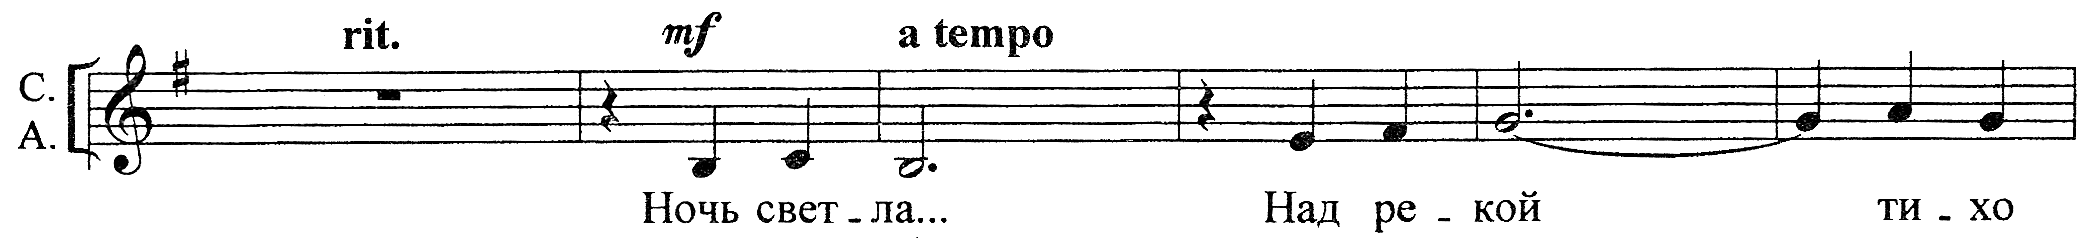 rit. mf a tempo
C.
A.
Ночь свет - ла... Над ре - кой ти - хо